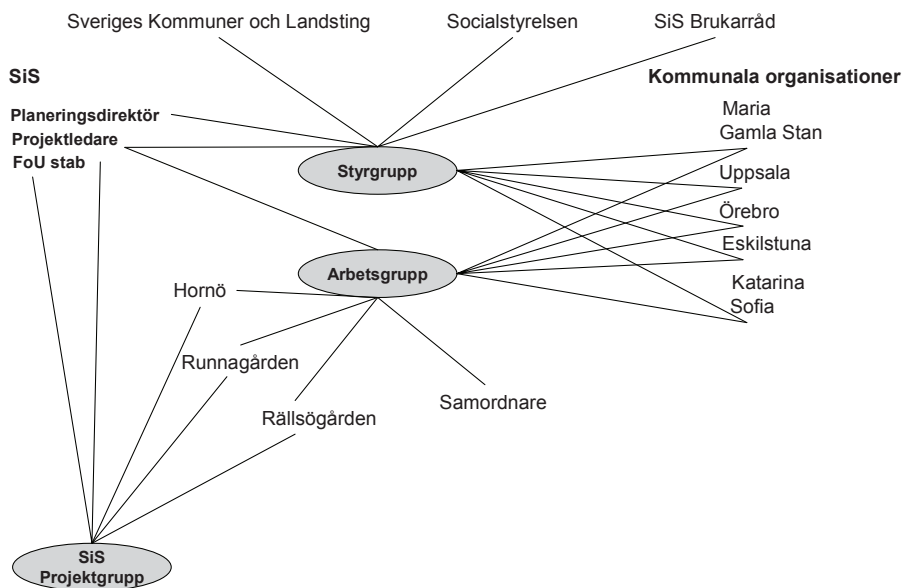 Sveriges Kommuner och Landsting
Socialstyrelsen
SiS Brukarråd
SiS
Kommunala organisationer
Planeringsdirektör
Projektledare
FoU stab
Maria
Gamla Stan
Styrgrupp
Uppsala
Örebro
Eskilstuna
Arbetsgrupp
Hornö
Katarina
Sofia
Runnagården
Samordnare
Rällsögården
SiS
Projektgrupp